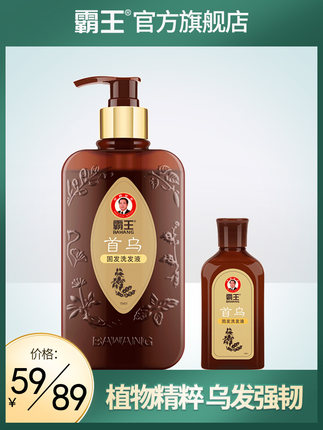 霸王® 官方旗舰店
霸王®
BAWANG
首乌
固发洗发液
BAWANG
霸王®
首乌
固发洗发液
价格:
59/89
¥
植物精粹 乌发强韧